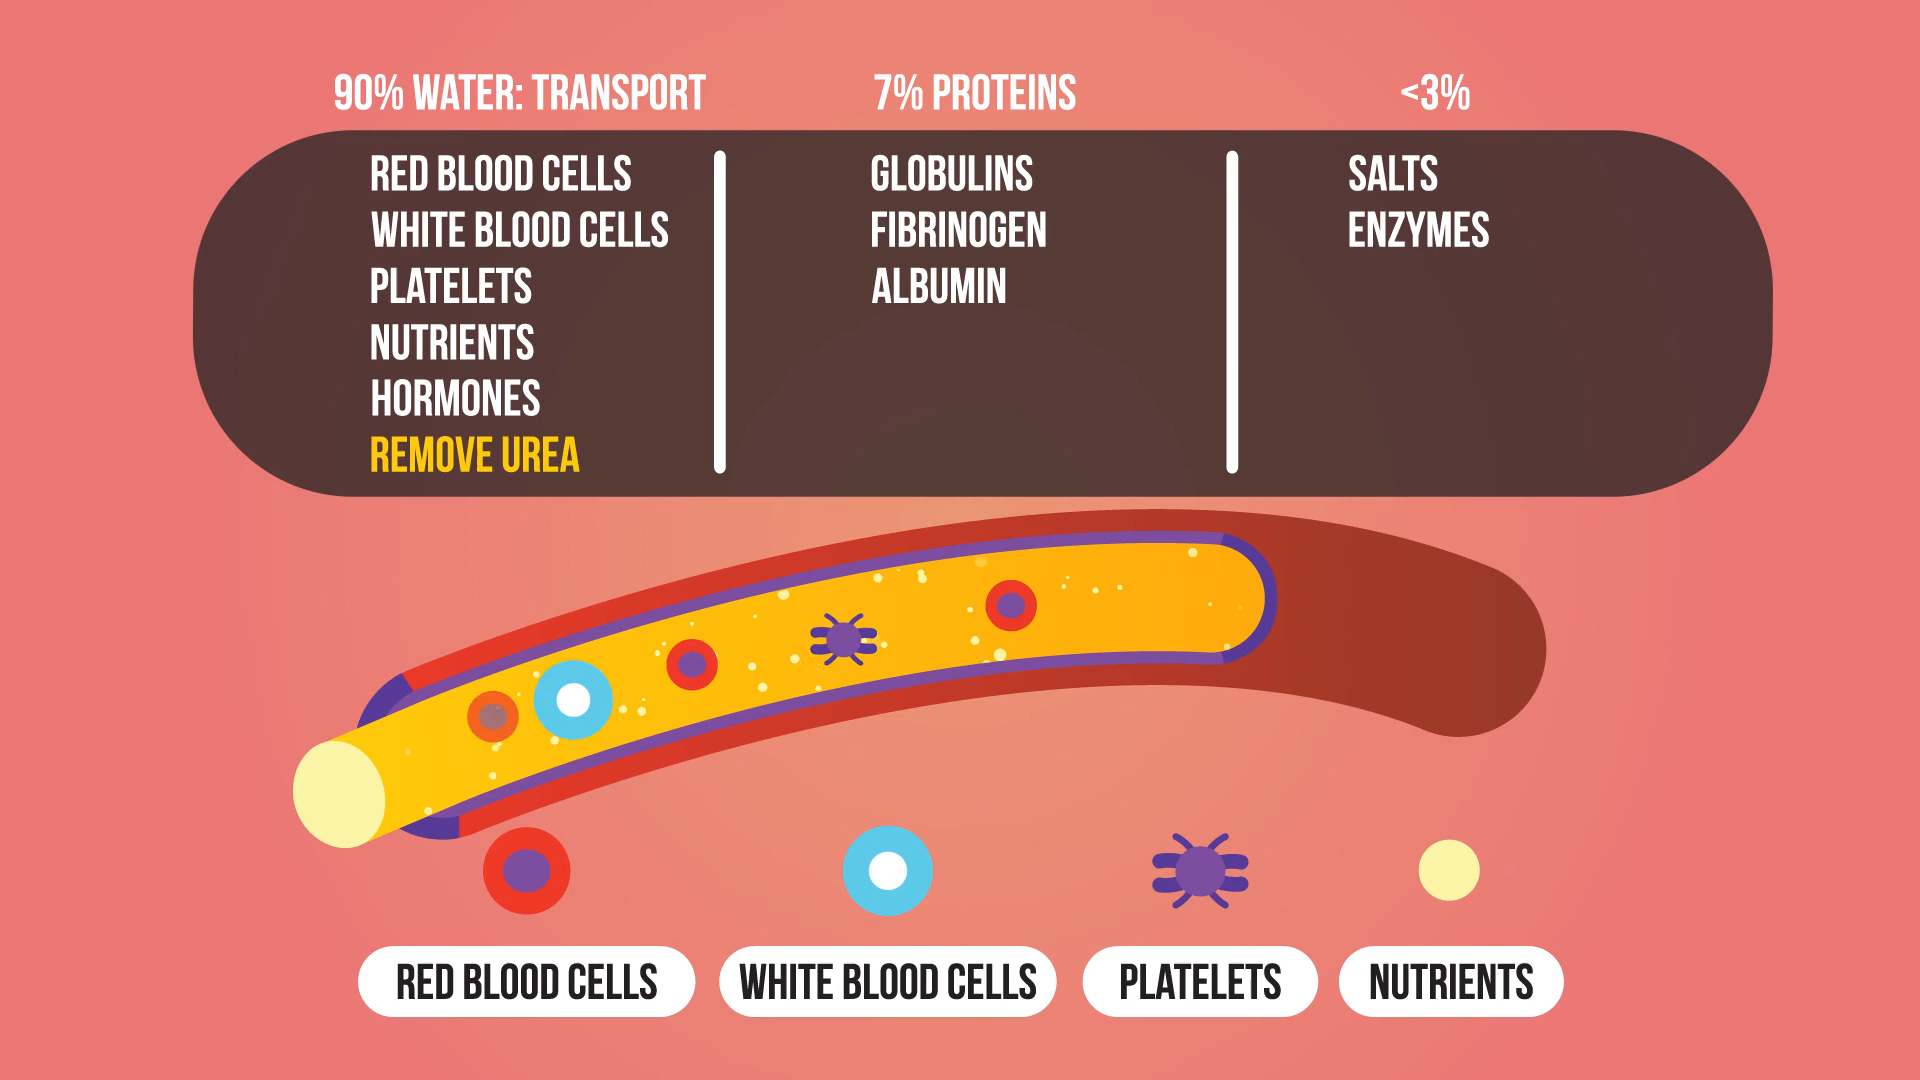 90% WATER: TRANSPORT
RED BLOOD CELLS
WHITE BLOOD CELLS
PLATELETS
NUTRIENTS
HORMONES
REMOVE UREA
7% PROTEINS
GLOBULINS
FIBRINOGEN
ALBUMIN
<3%
SALTS
ENZYMES
RED BLOOD CELLS
WHITE BLOOD CELLS
PLATELETS
NUTRIENTS